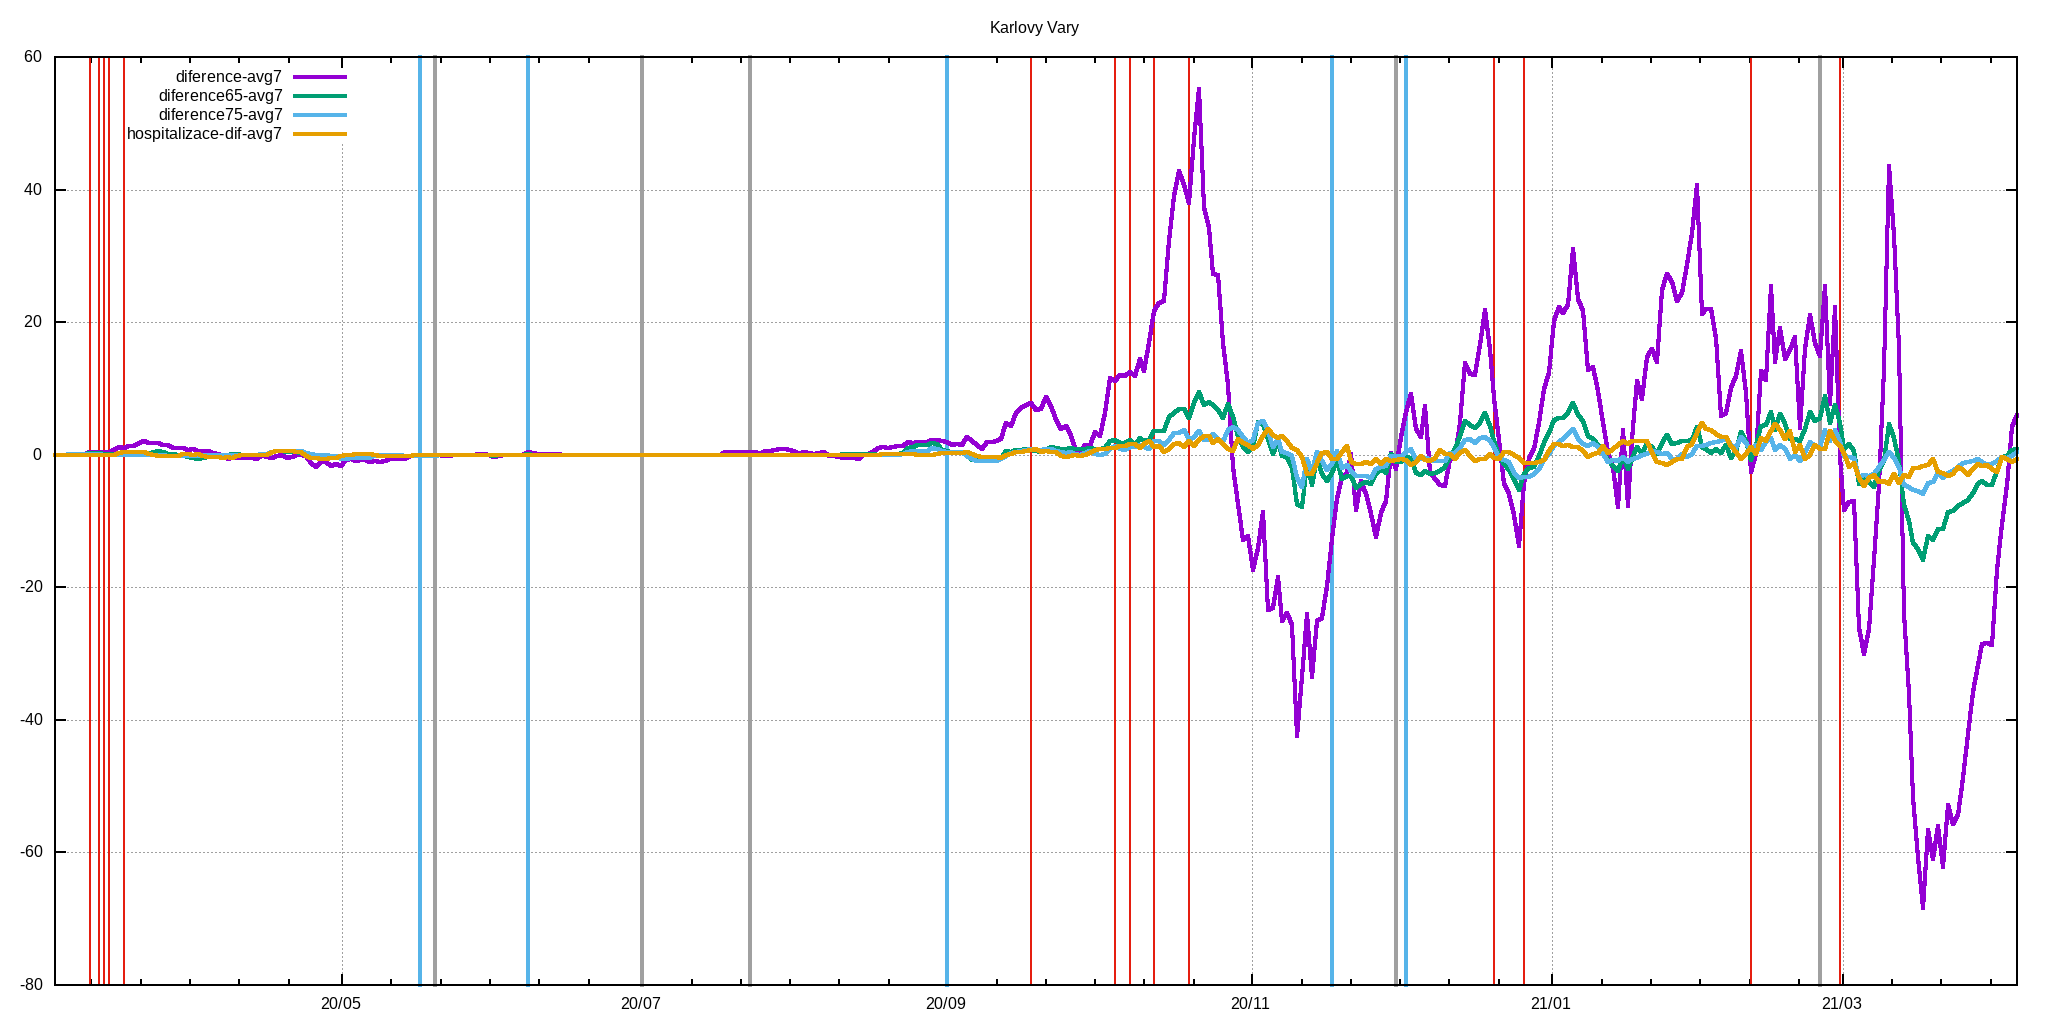 Karlovy Vary
60
40
20
0
-20
-40
-60
-80
diference-avg7
diference65-avg7
diference75-avg7
hospitalizace-dif-avg7
20/05
20/07
20/09
20/11
21/01
21/03